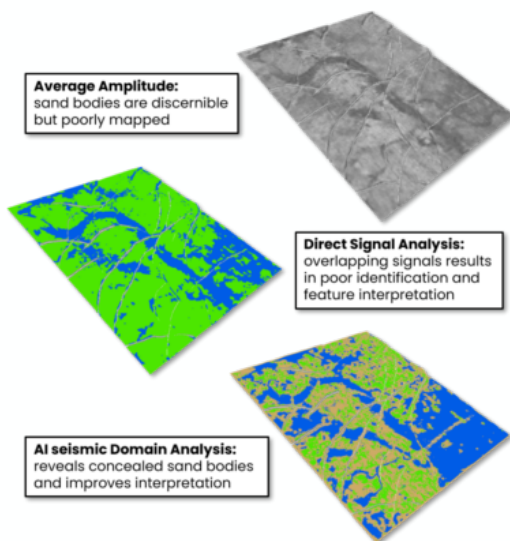 Average Amplitude:
sand bodies are discernible
but poorly mapped
Direct Signal Analysis:
overlapping signals results
in poor identification and
feature interpretation
AI seismic Domain Analysis:
reveals concealed sand bodies
and improves interpretation